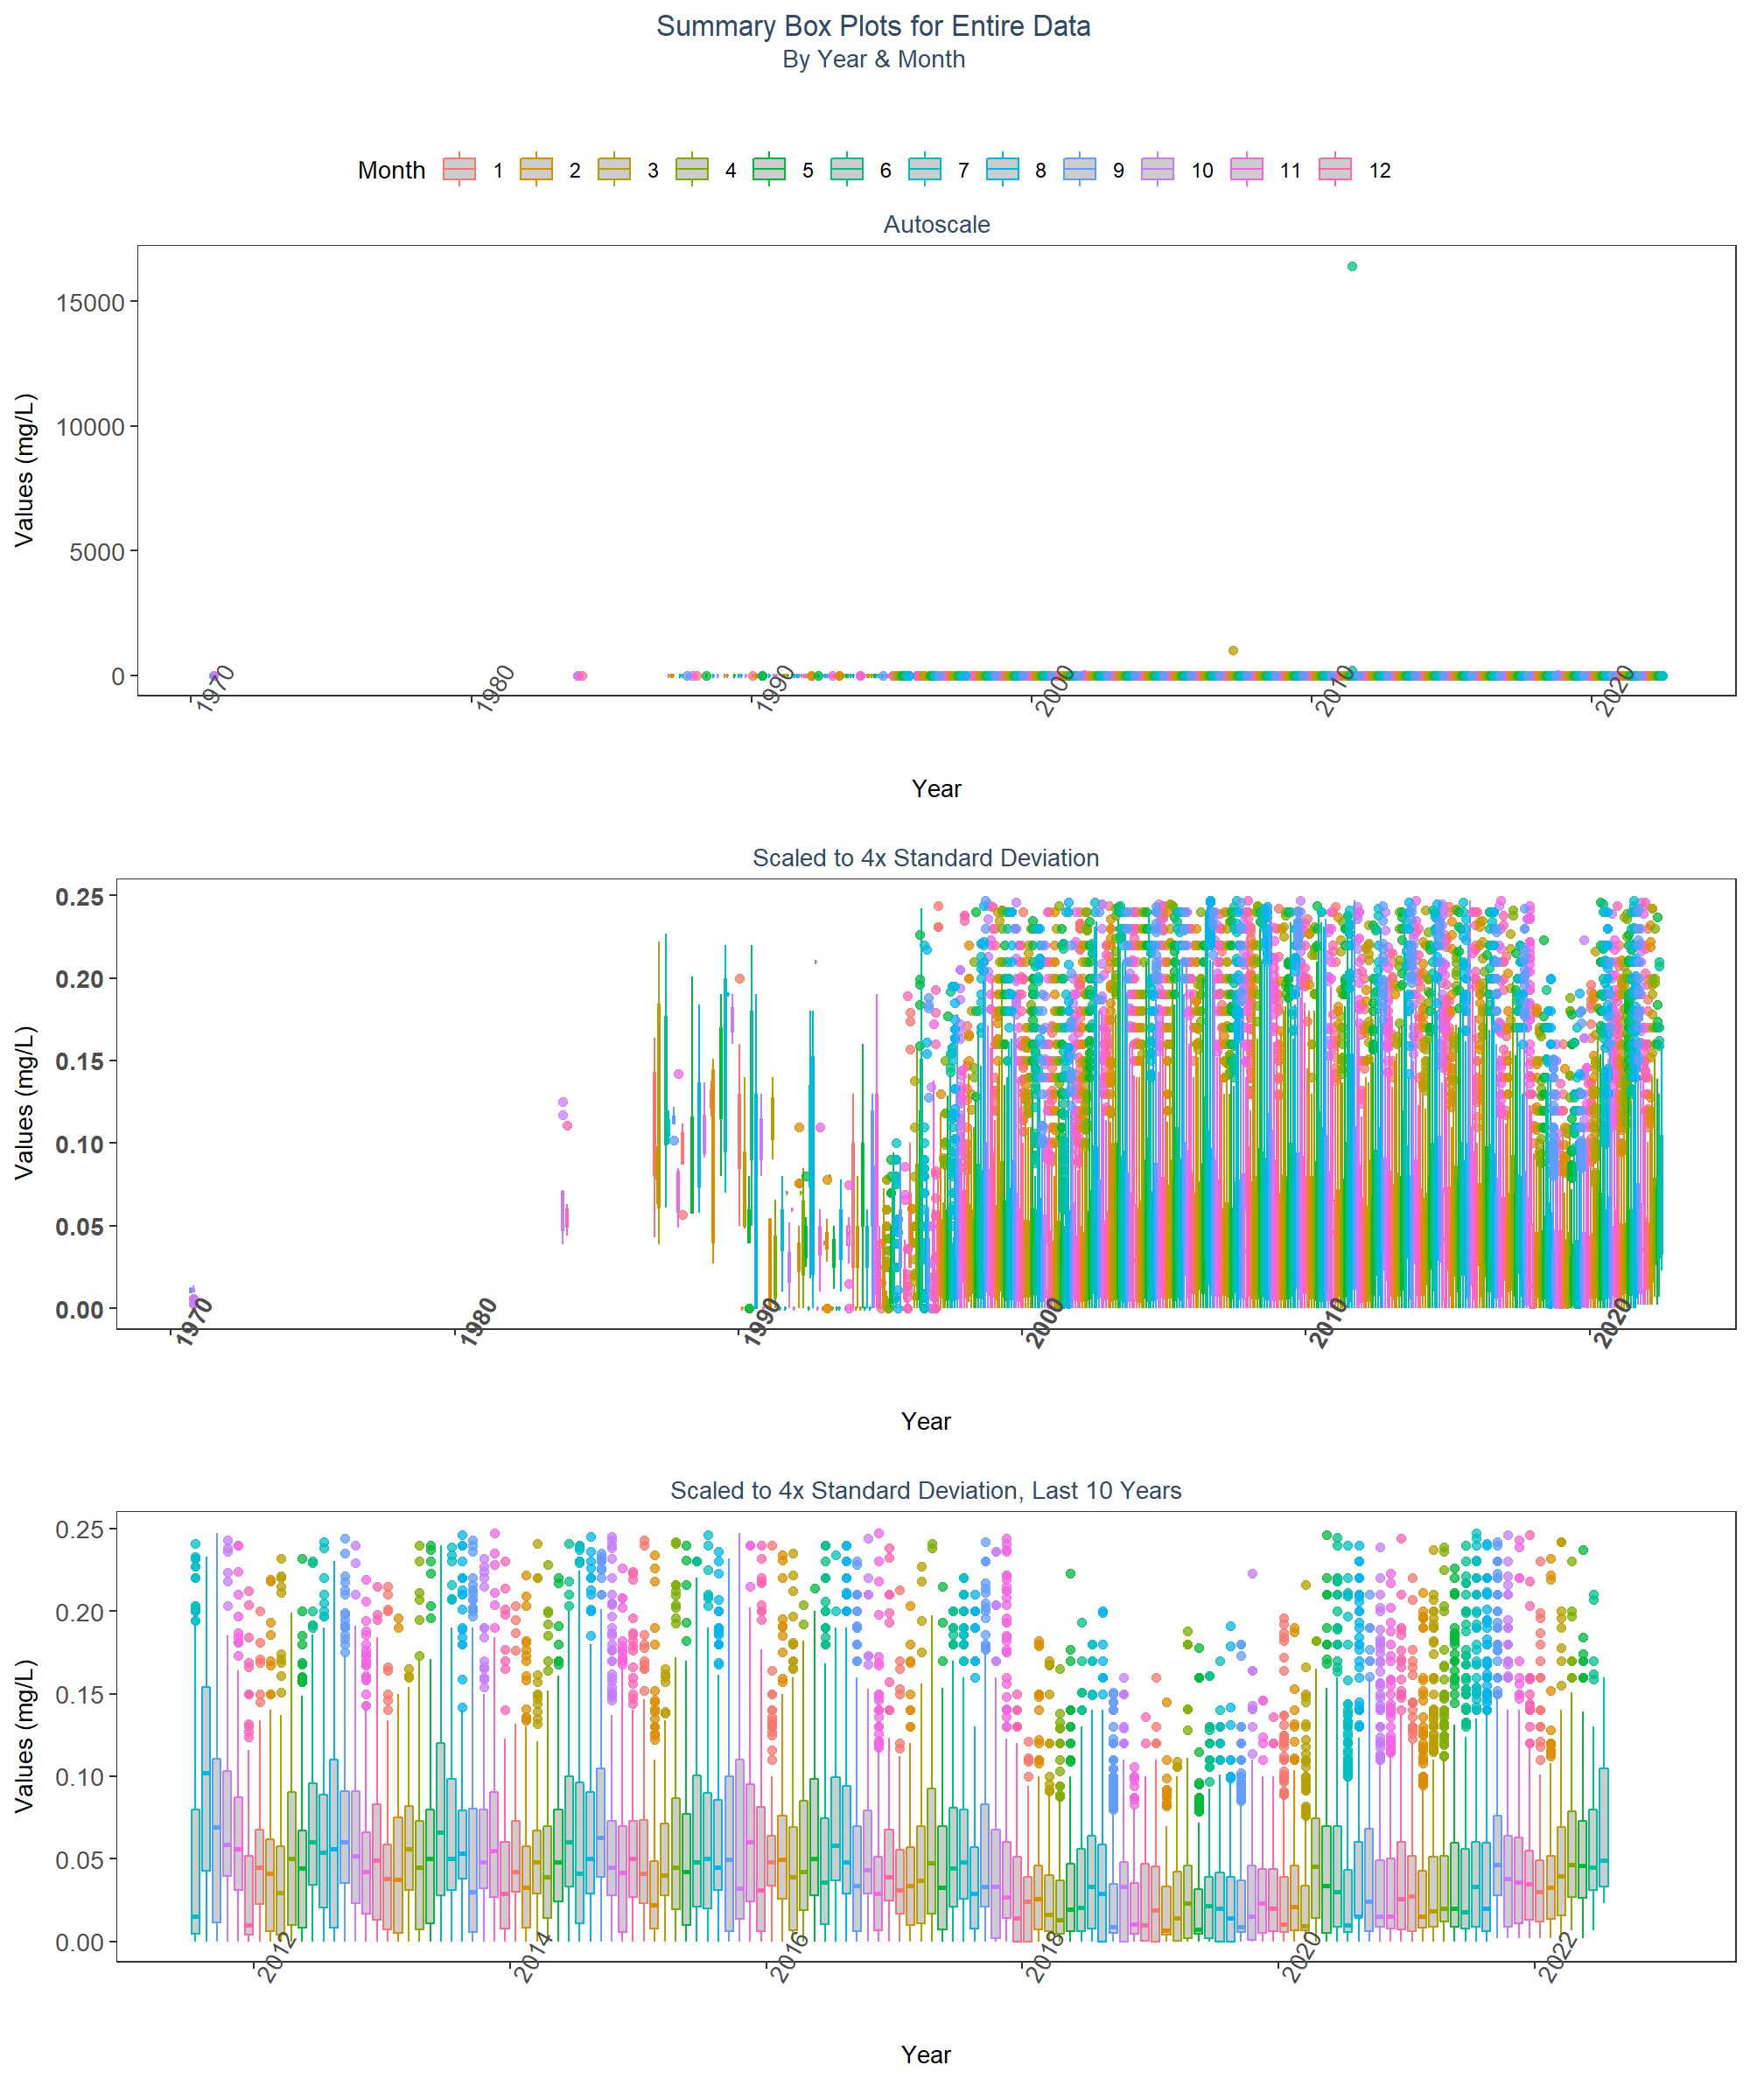 Summary Box Plots for Entire Data
By Year & Month
Month 1 2 3 4 5 6 7 8 9 10 11 12
Autoscale
Values (mg/L)
15000
10000
5000
0
1970 1980 1990 2000 2010 2020
Year
Scaled to 4x Standard Deviation
Values (mg/L)
0.25
0.20
0.15
0.10
0.05
0.00
1970 1980 1990 2000 2010 2020
Year
Scaled to 4x Standard Deviation, Last 10 Years
Values (mg/L)
0.25
0.20
0.15
0.10
0.05
0.00
2012 2014 2016 2018 2020 2022
Year